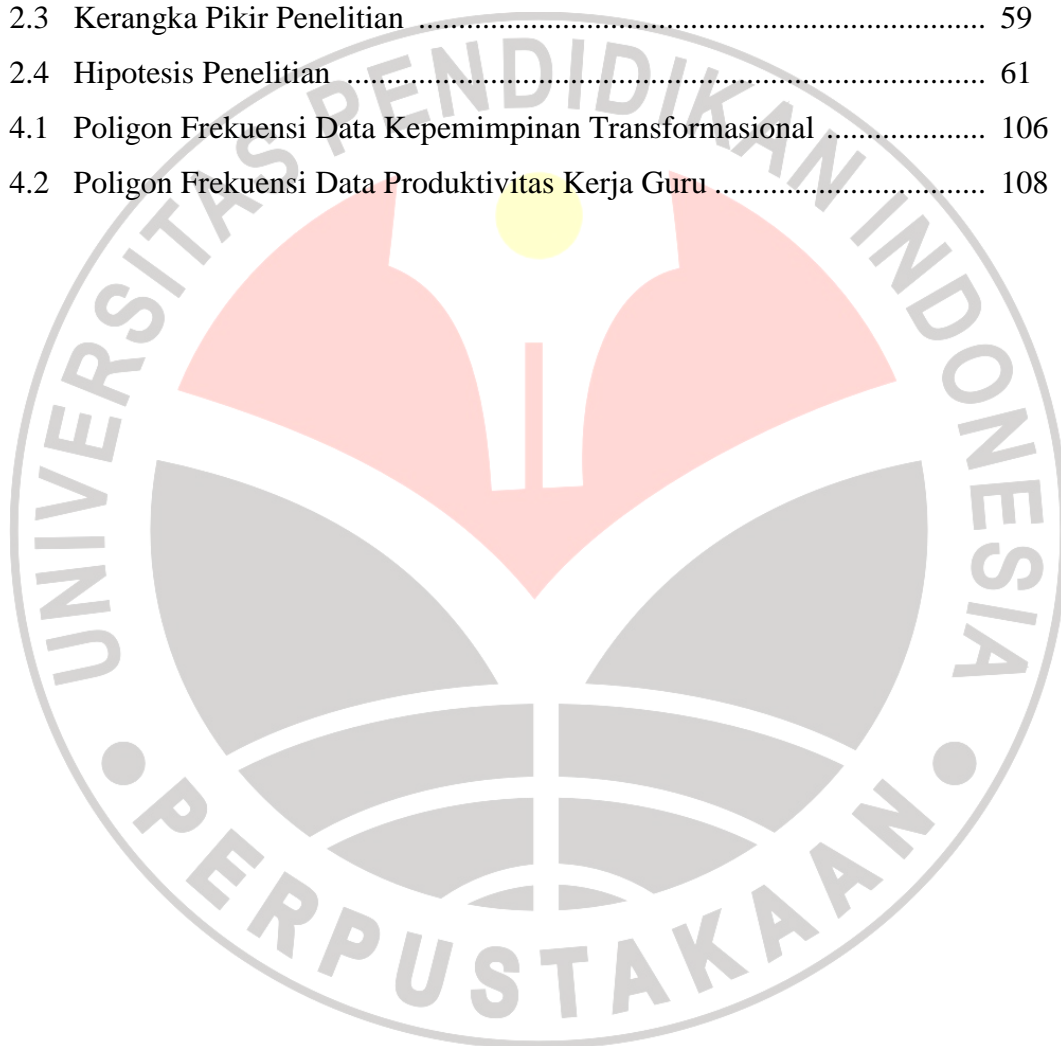 2.3 Kerangka Pikir Penelitian ...................................................................... 59
2.4 Hipotesis Penelitian ............................................................................... 61
4.1 Poligon Frekuensi Data Kepemimpinan Transformasional .................... 106
4.2 Poligon Frekuensi Data Produktivitas Kerja Guru ................................. 108
UNIVERSITAS PENDIDIKAN INDONESIA
PERPUSTAKAAN